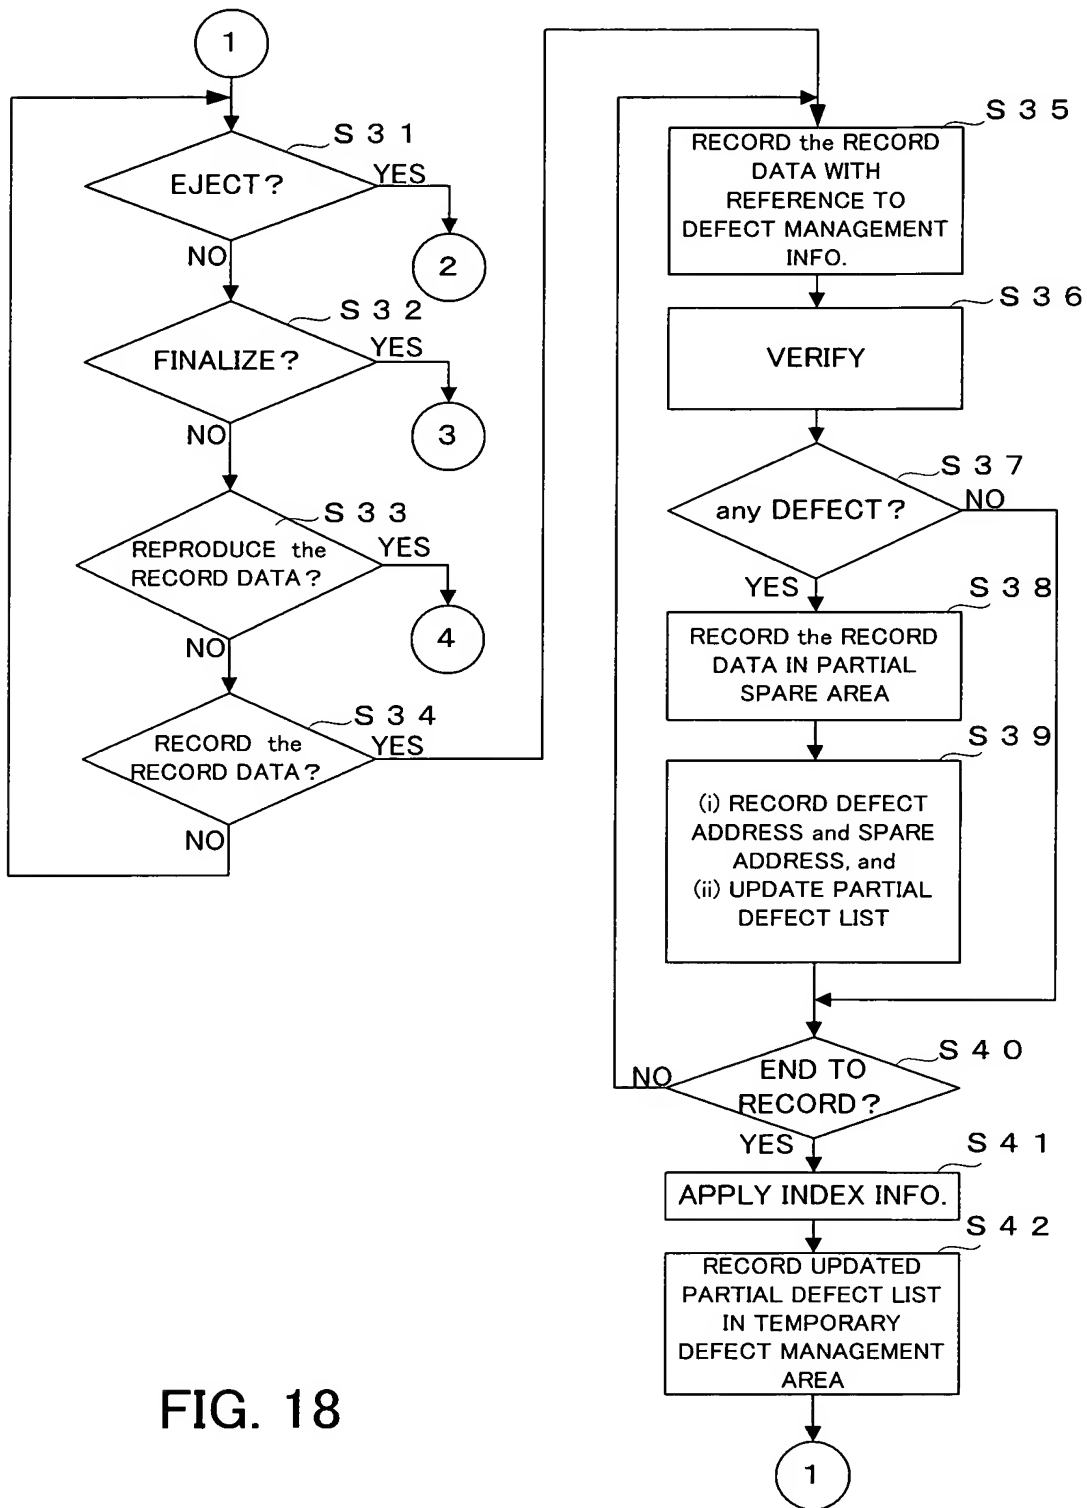 1
S31
EJECT?
YES
2
NO
S32
FINALIZE?
YES
3
NO
S33
REPRODUCE the
RECORD DATA?
YES
4
NO
S34
RECORD the
RECORD DATA?
YES
NO
S35
RECORD the RECORD
DATA WITH
REFERENCE TO
DEFECT MANAGEMENT
INFO.
S36
VERIFY
S37
any DEFECT?
NO
YES
S38
RECORD the RECORD
DATA IN PARTIAL
SPARE AREA
S39
(i) RECORD DEFECT
ADDRESS and SPARE
ADDRESS, and
(ii) UPDATE PARTIAL
DEFECT LIST
S40
END TO
RECORD?
NO
YES
S41
APPLY INDEX INFO.
S42
RECORD UPDATED
PARTIAL DEFECT LIST
IN TEMPORARY
DEFECT MANAGEMENT
AREA
1
FIG. 18